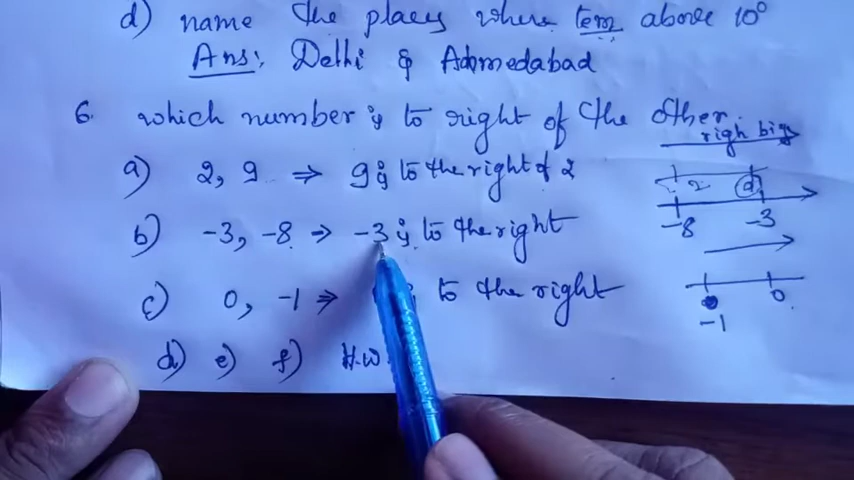 d) name the places where tem above 10°
Ans: Delhi & Ahmedabad
6. which number is to right of the other.
righ big
a) 2, 9 ⇒ 9 is to the right of 2
2 9
b) -3, -8 ⇒ -3 is to the right
-8 -3
c) 0, -1 ⇒ is to the right
-1 0
d) e) f) H.W